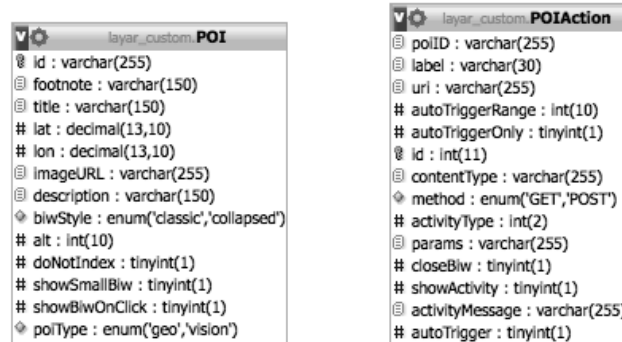 layar_custom.POI
id : varchar(255)
footnote : varchar(150)
title : varchar(150)
# lat : decimal(13,10)
# lon : decimal(13,10)
imageURL : varchar(255)
description : varchar(150)
biwStyle : enum('classic','collapsed')
# alt : int(10)
# doNotIndex : tinyint(1)
# showSmallBiw : tinyint(1)
# showBiwOnClick : tinyint(1)
poiType : enum('geo','vision')
layar_custom.POIAction
poiID : varchar(255)
label : varchar(30)
uri : varchar(255)
# autoTriggerRange : int(10)
# autoTriggerOnly : tinyint(1)
id : int(11)
contentType : varchar(255)
method : enum('GET','POST')
# activityType : int(2)
params : varchar(255)
# closeBiw : tinyint(1)
# showActivity : tinyint(1)
activityMessage : varchar(255)
# autoTrigger : tinyint(1)